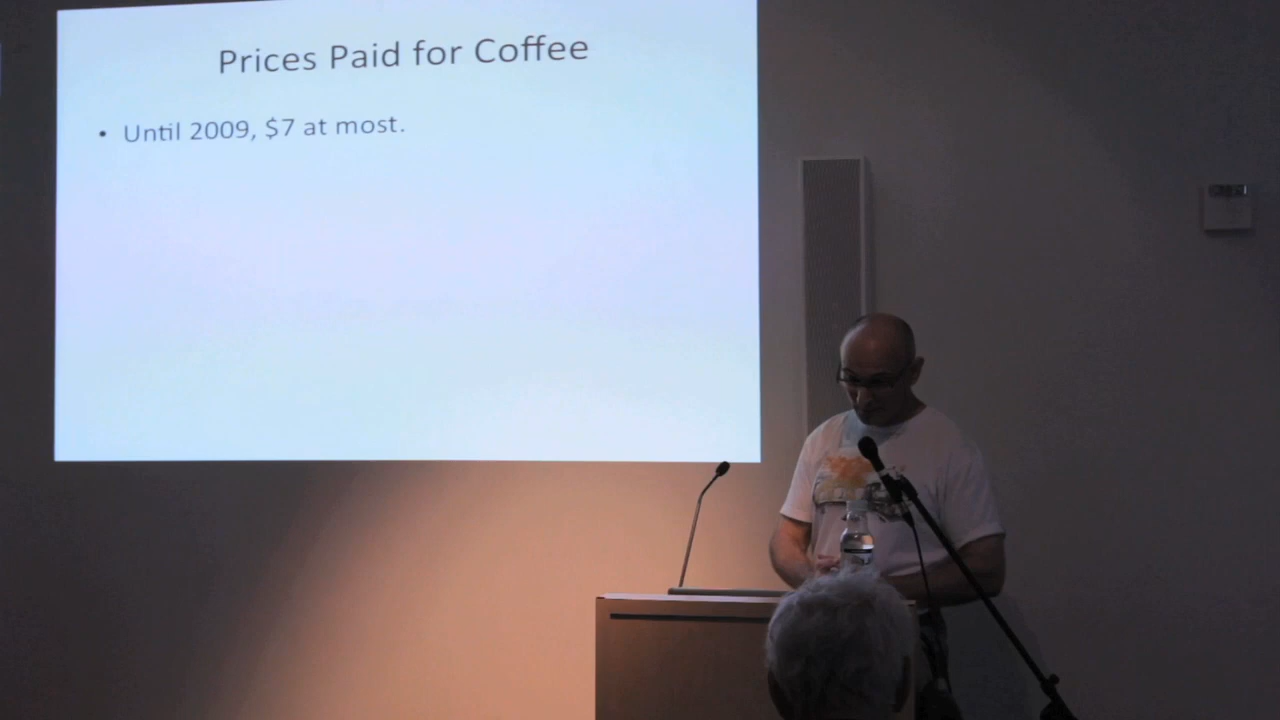 Prices Paid for Coffee
• Until 2009, $7 at most.